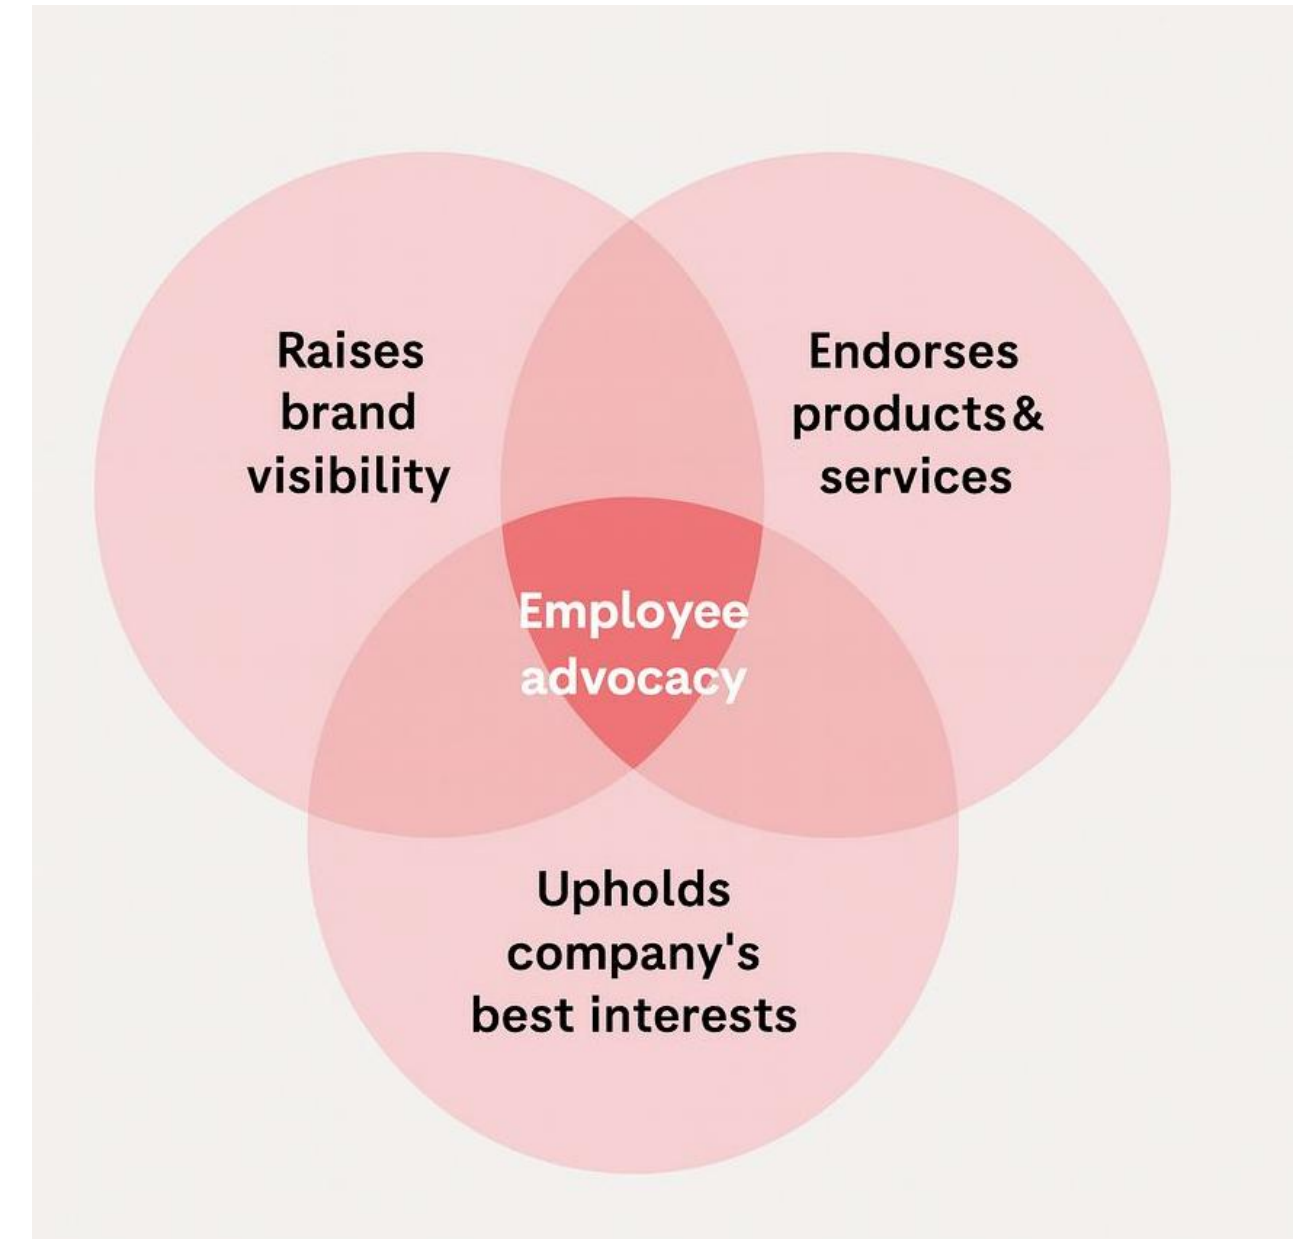 Raises
brand
visibility
Endorses
products &
services
Employee
advocacy
Upholds
company's
best interests